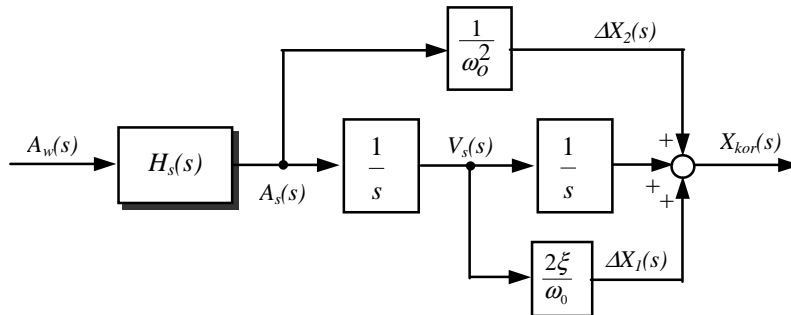 1
ω_O^2
ΔX_2(s)
A_w(s)
H_s(s)
A_s(s)
1
s
V_s(s)
1
s
+
+
+
X_kor(s)
2ξ
ω_0
ΔX_1(s)